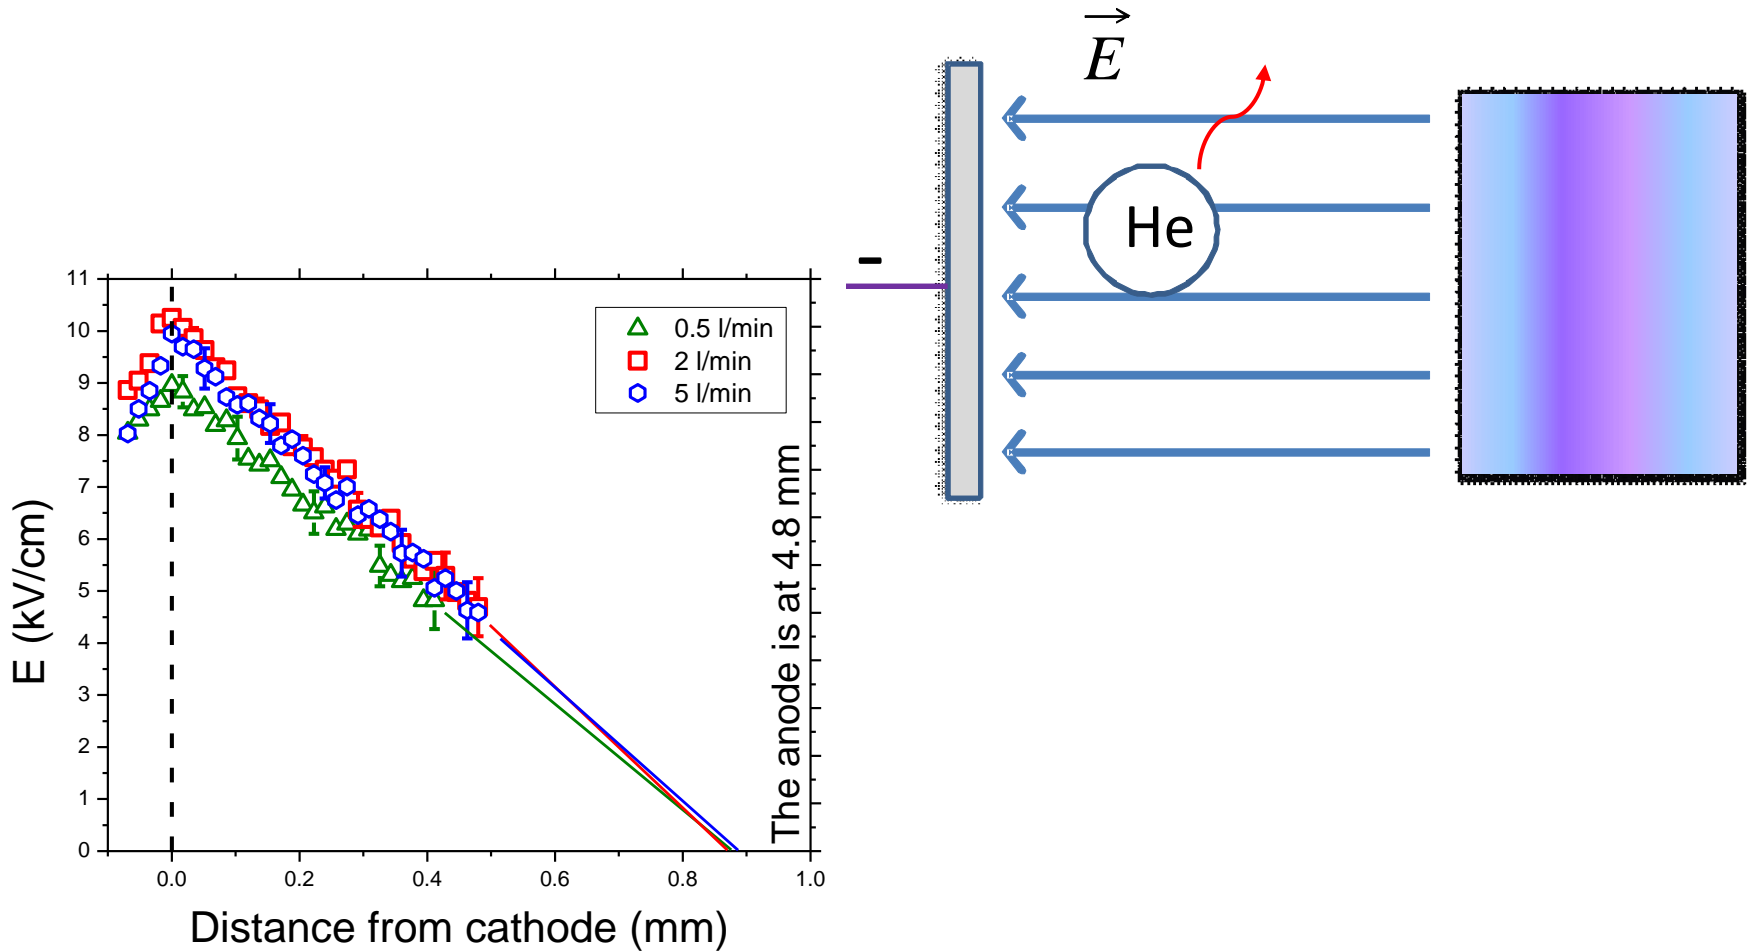 E (kV/cm)
11
10
9
8
7
6
5
4
3
2
1
0
0.0
0.2
0.4
0.6
0.8
1.0
Distance from cathode (mm)
0.5 l/min
2 l/min
5 l/min
The anode is at 4.8 mm
E
-
He